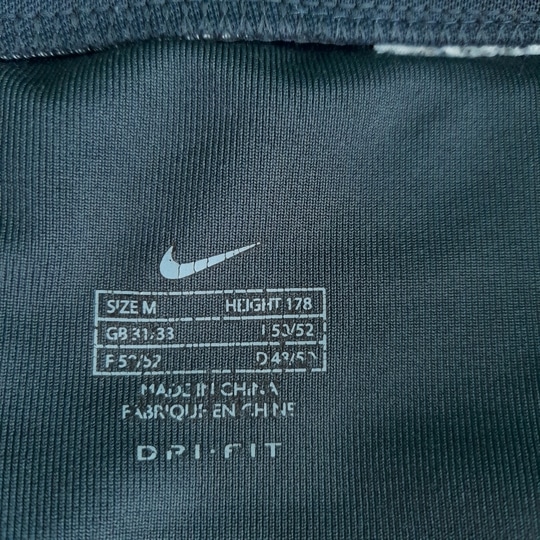 SIZE M HEIGHT 178
GB 31/33 I 50/52
F 50/52 D 48/50
MADE IN CHINA
FABRIQUE EN CHINE
DRI-FIT